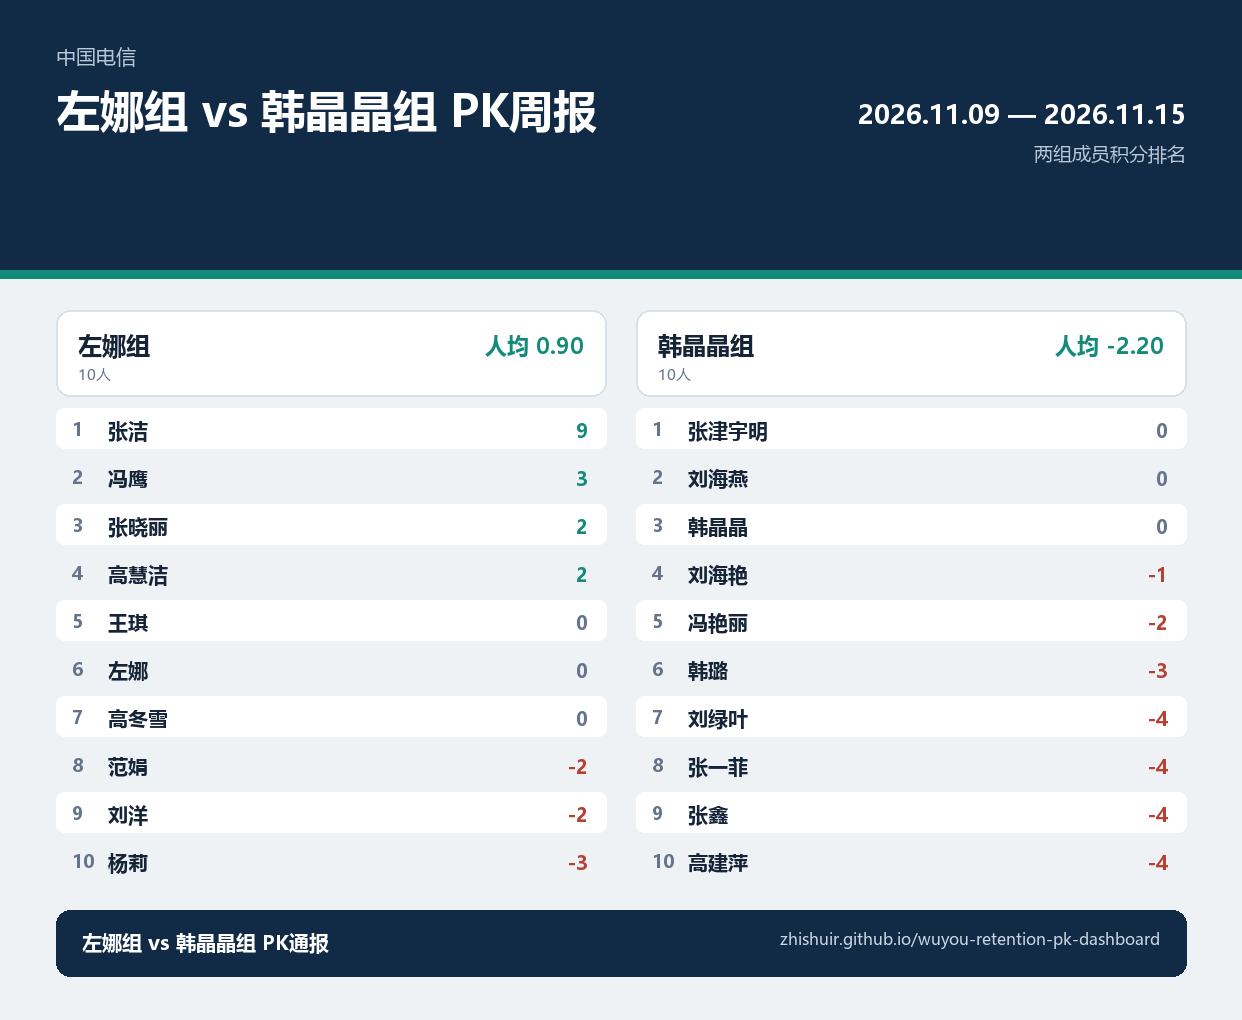 中国电信
左娜组 vs 韩晶晶组 PK周报
2026.11.09 — 2026.11.15
两组成员积分排名
左娜组 人均 0.90
10人
1 张洁 9
2 冯鹰 3
3 张晓丽 2
4 高慧洁 2
5 王琪 0
6 左娜 0
7 高冬雪 0
8 范娟 -2
9 刘洋 -2
10 杨莉 -3
韩晶晶组 人均 -2.20
10人
1 张津宇明 0
2 刘海燕 0
3 韩晶晶 0
4 刘海艳 -1
5 冯艳丽 -2
6 韩璐 -3
7 刘绿叶 -4
8 张一菲 -4
9 张鑫 -4
10 高建萍 -4
左娜组 vs 韩晶晶组 PK通报
zhishuir.github.io/wuyou-retention-pk-dashboard